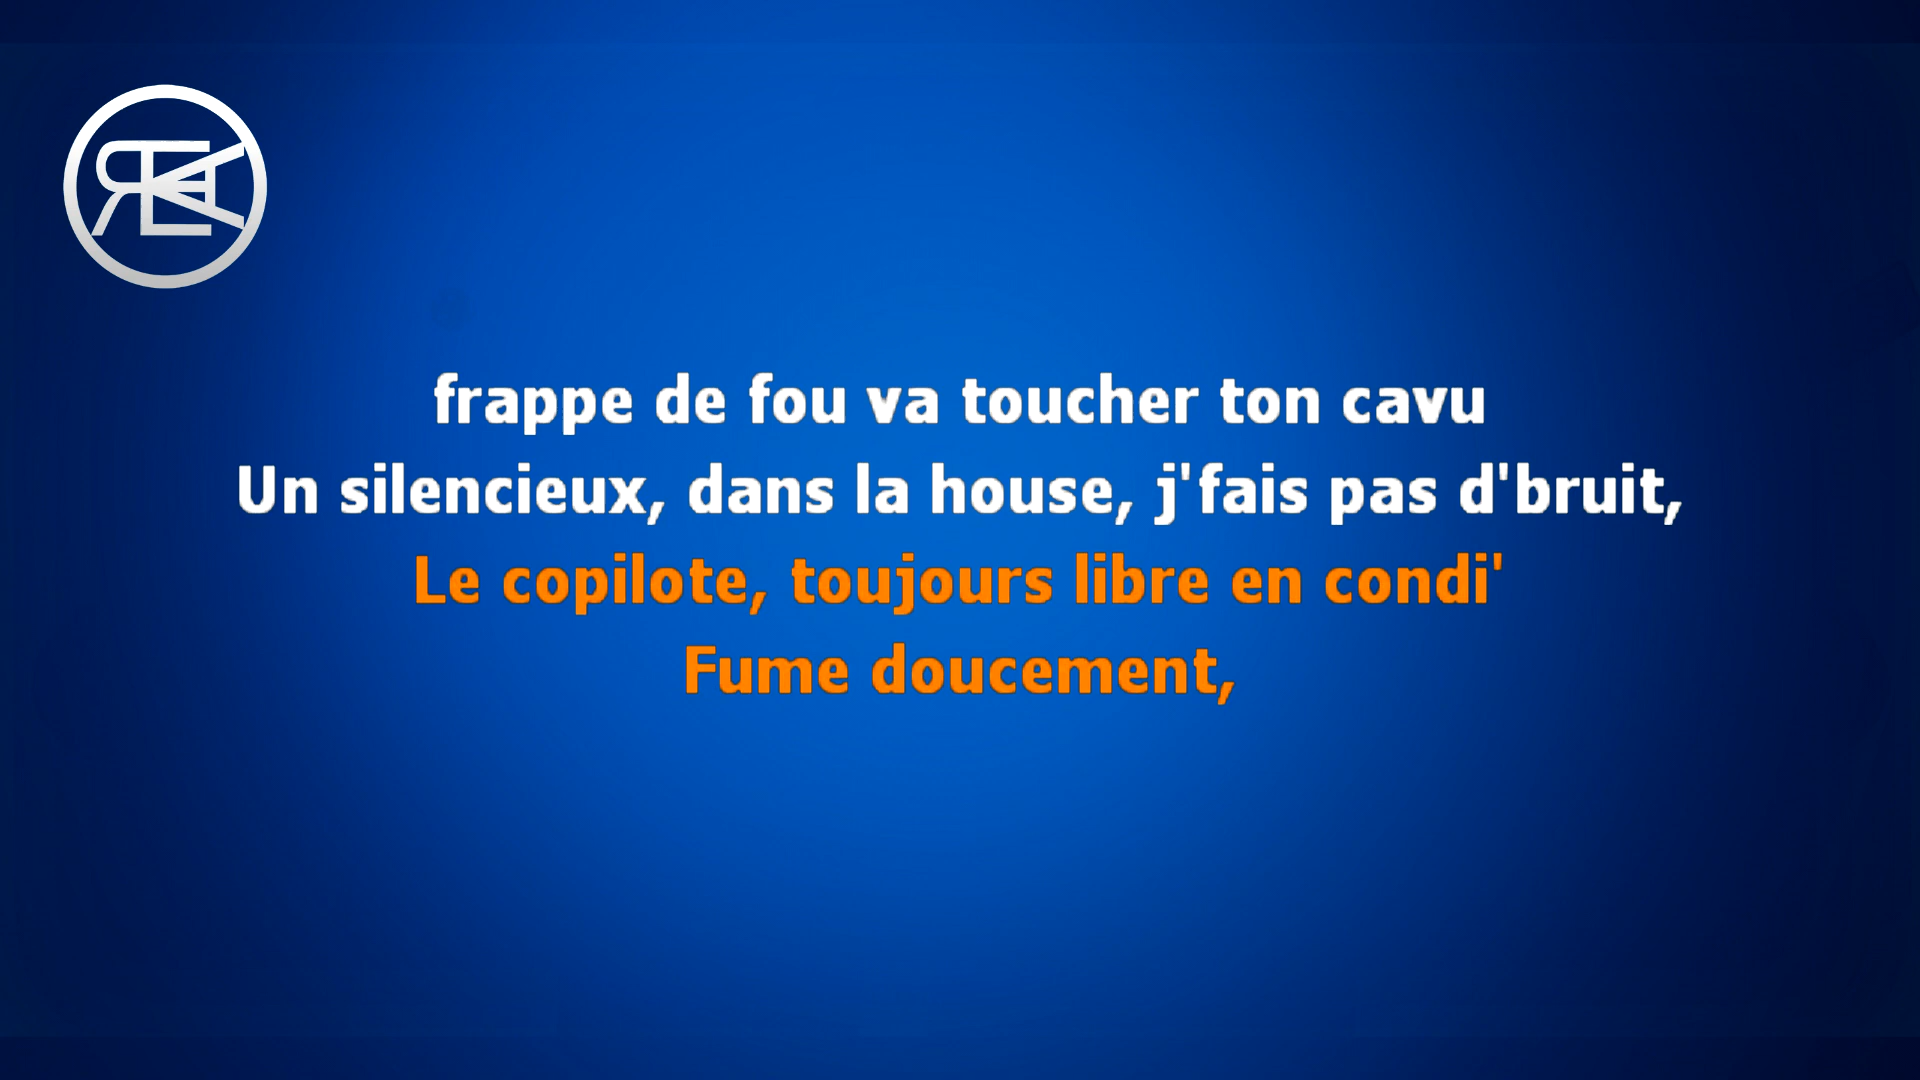 frappe de fou va toucher ton cavu
Un silencieux, dans la house, j'fais pas d'bruit,
Le copilote, toujours libre en condi'
Fume doucement,